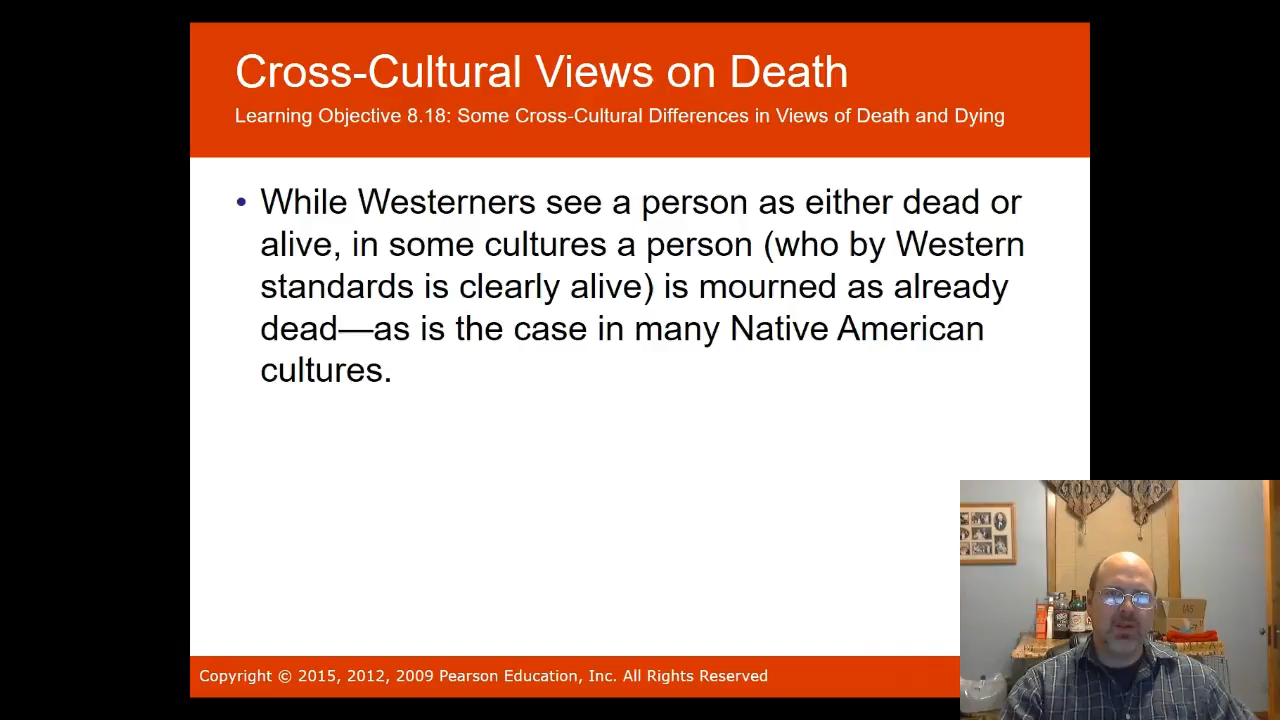 Cross-Cultural Views on Death
Learning Objective 8.18: Some Cross-Cultural Differences in Views of Death and Dying
• While Westerners see a person as either dead or
alive, in some cultures a person (who by Western
standards is clearly alive) is mourned as already
dead—as is the case in many Native American
cultures.
Copyright © 2015, 2012, 2009 Pearson Education, Inc. All Rights Reserved